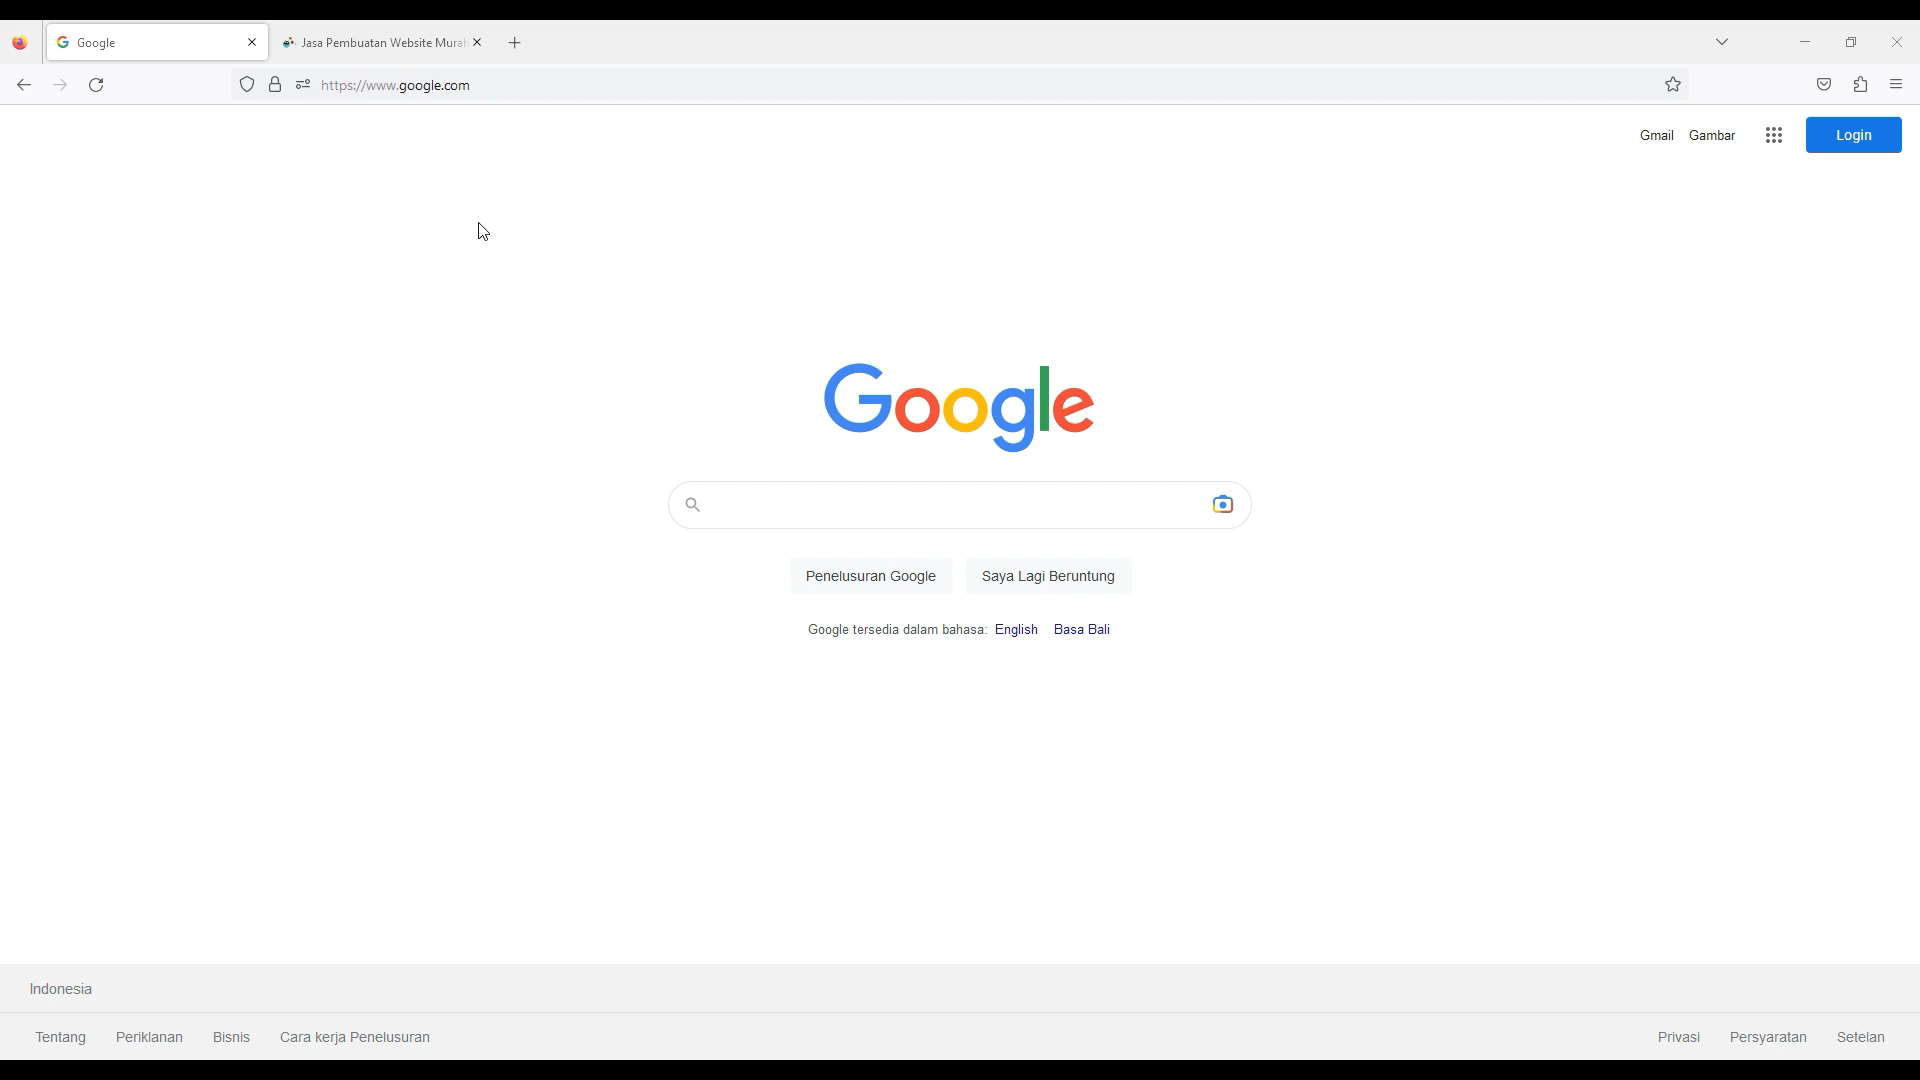 Google
Jasa Pembuatan Website Murah
https://www.google.com
Gmail
Gambar
Login
Google
Penelusuran Google
Saya Lagi Beruntung
Google tersedia dalam bahasa: English Basa Bali
Indonesia
Tentang
Periklanan
Bisnis
Cara kerja Penelusuran
Privasi
Persyaratan
Setelan